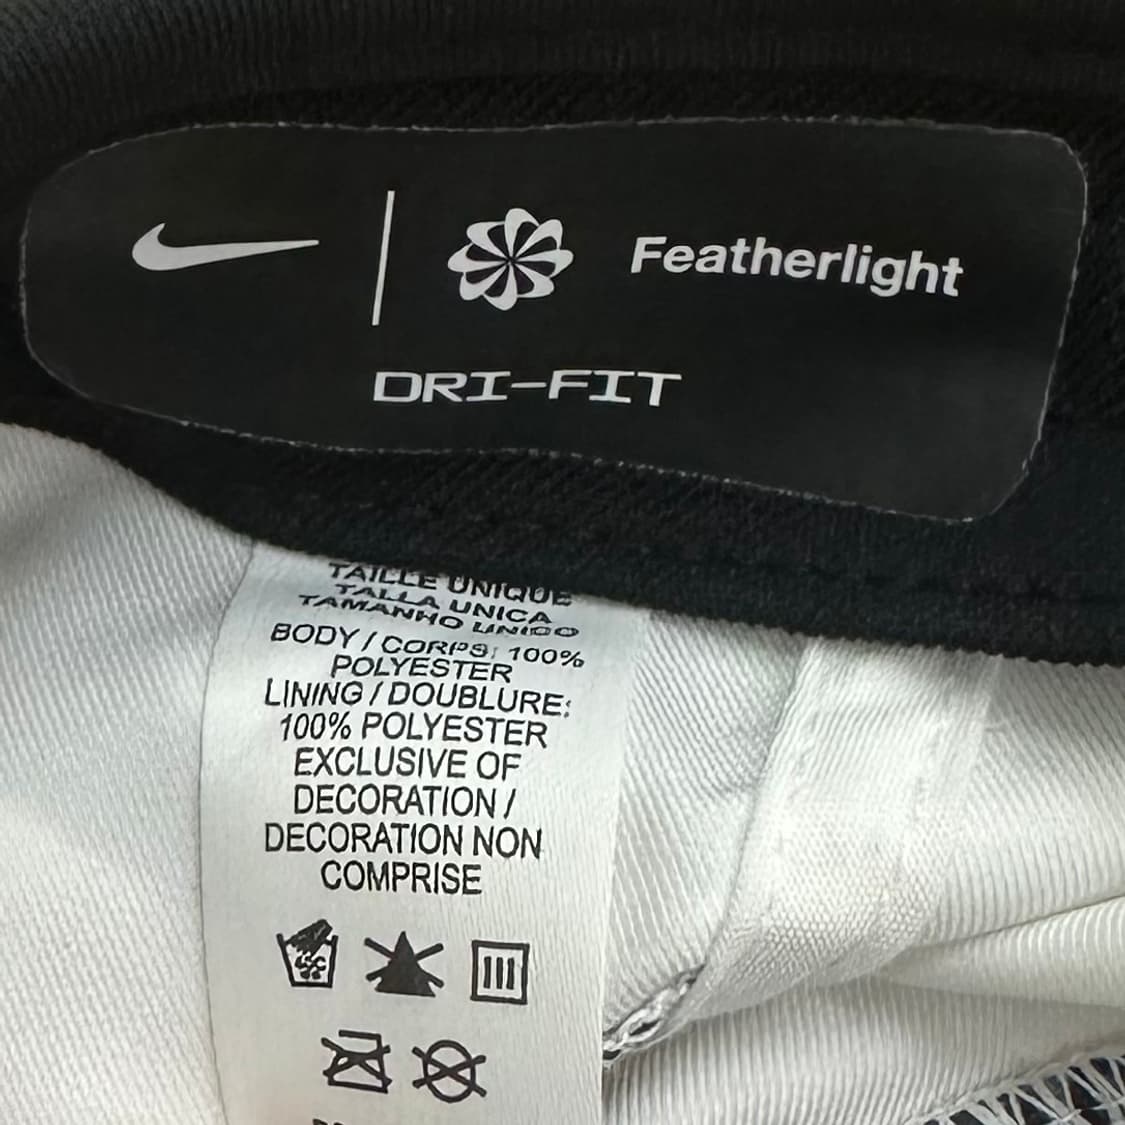 Featherlight
DRI-FIT
TAILLE UNIQUE
TALLA UNICA
TAMANHO UNICO
BODY / CORPS: 100%
POLYESTER
LINING / DOUBLURE:
100% POLYESTER
EXCLUSIVE OF
DECORATION /
DECORATION NON
COMPRISE